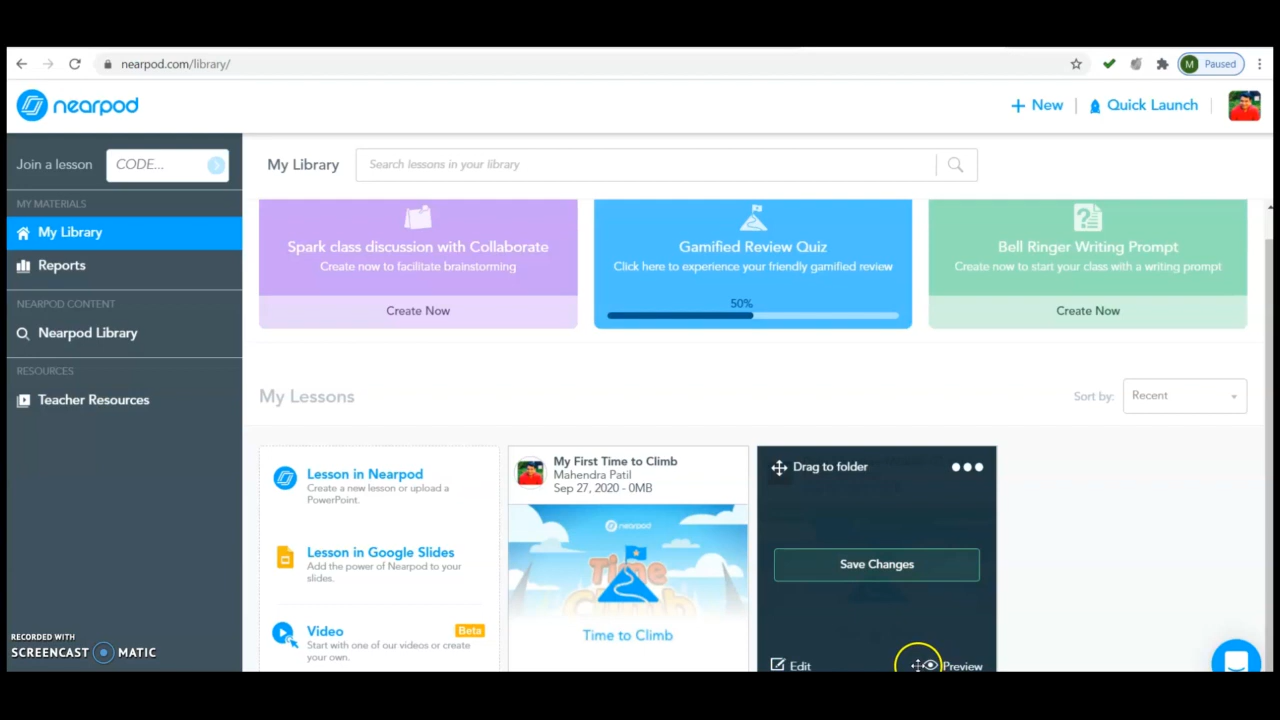 nearpod.com/library/
M Paused
nearpod
New
Quick Launch
Join a lesson CODE...
My Library
Search lessons in your library
MY MATERIALS
My Library
Reports
NEARPOD CONTENT
Nearpod Library
RESOURCES
Teacher Resources
Spark class discussion with Collaborate
Create now to facilitate brainstorming
Create Now
Gamified Review Quiz
Click here to experience your friendly gamified review
50%
Bell Ringer Writing Prompt
Create now to start your class with a writing prompt
Create Now
My Lessons
Sort by: Recent
Lesson in Nearpod
Create a new lesson or upload a
PowerPoint.
Lesson in Google Slides
Add the power of Nearpod to your
slides.
Video Beta
Start with one of our videos or create
your own.
My First Time to Climb
Mahendra Patil
Sep 27, 2020 - 0MB
nearpod
Time to
Climb
Time to Climb
Drag to folder
Save Changes
Edit
Preview
RECORDED WITH
SCREENCAST MATIC